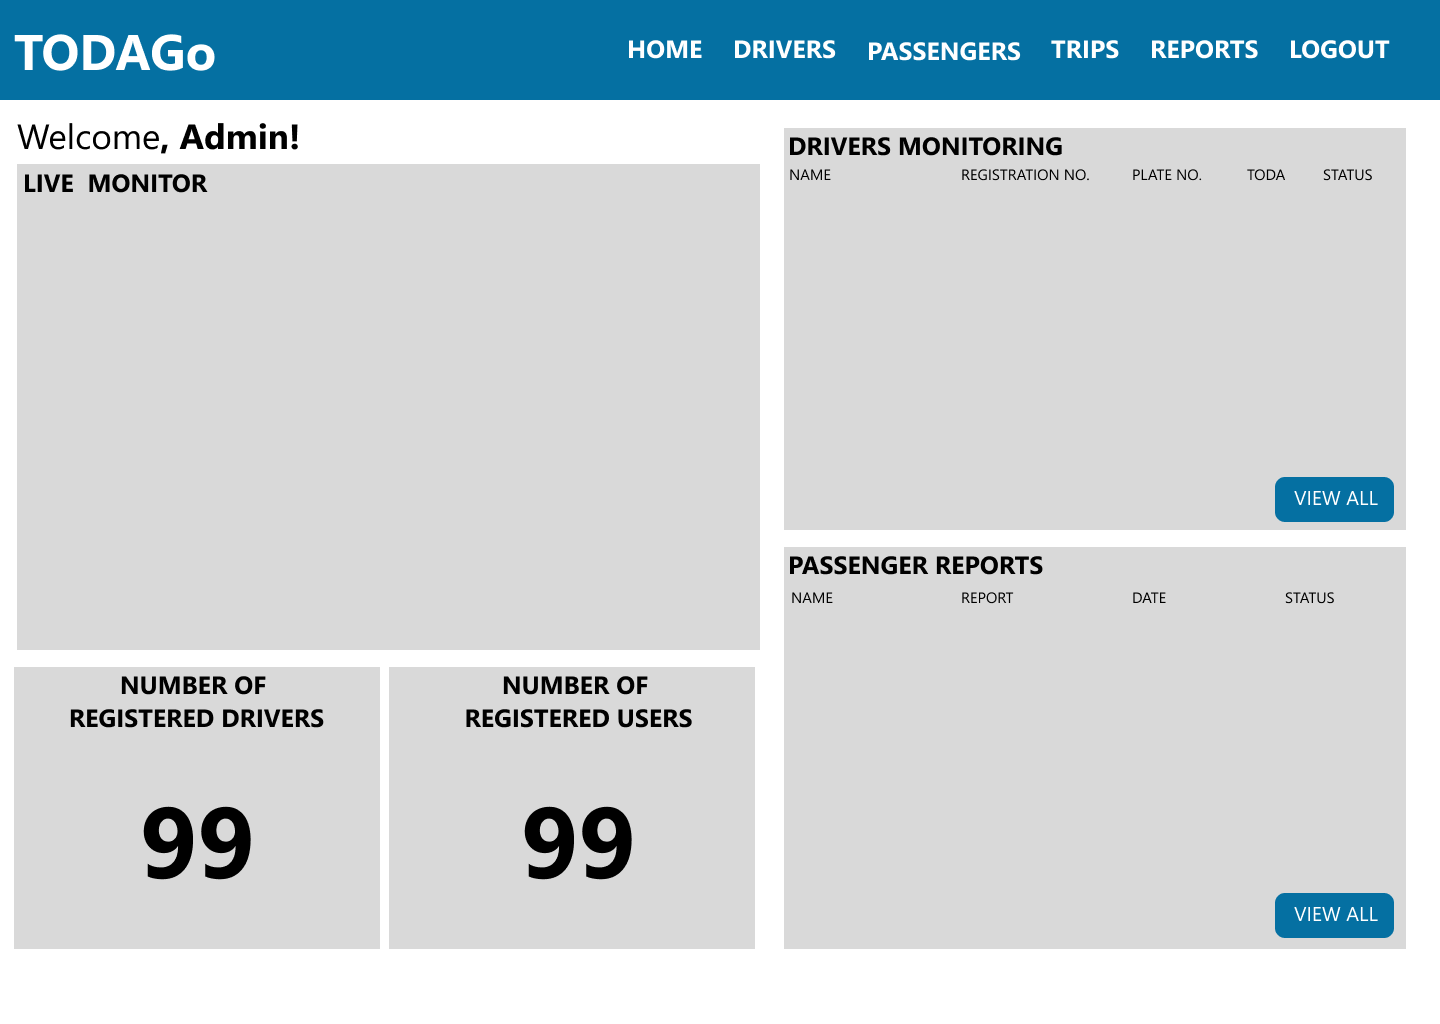 TODAGo
HOME DRIVERS PASSENGERS TRIPS REPORTS LOGOUT
Welcome, Admin!
LIVE MONITOR
NUMBER OF
REGISTERED DRIVERS
99
NUMBER OF
REGISTERED USERS
99
DRIVERS MONITORING
NAME REGISTRATION NO. PLATE NO. TODA STATUS
VIEW ALL
PASSENGER REPORTS
NAME REPORT DATE STATUS
VIEW ALL